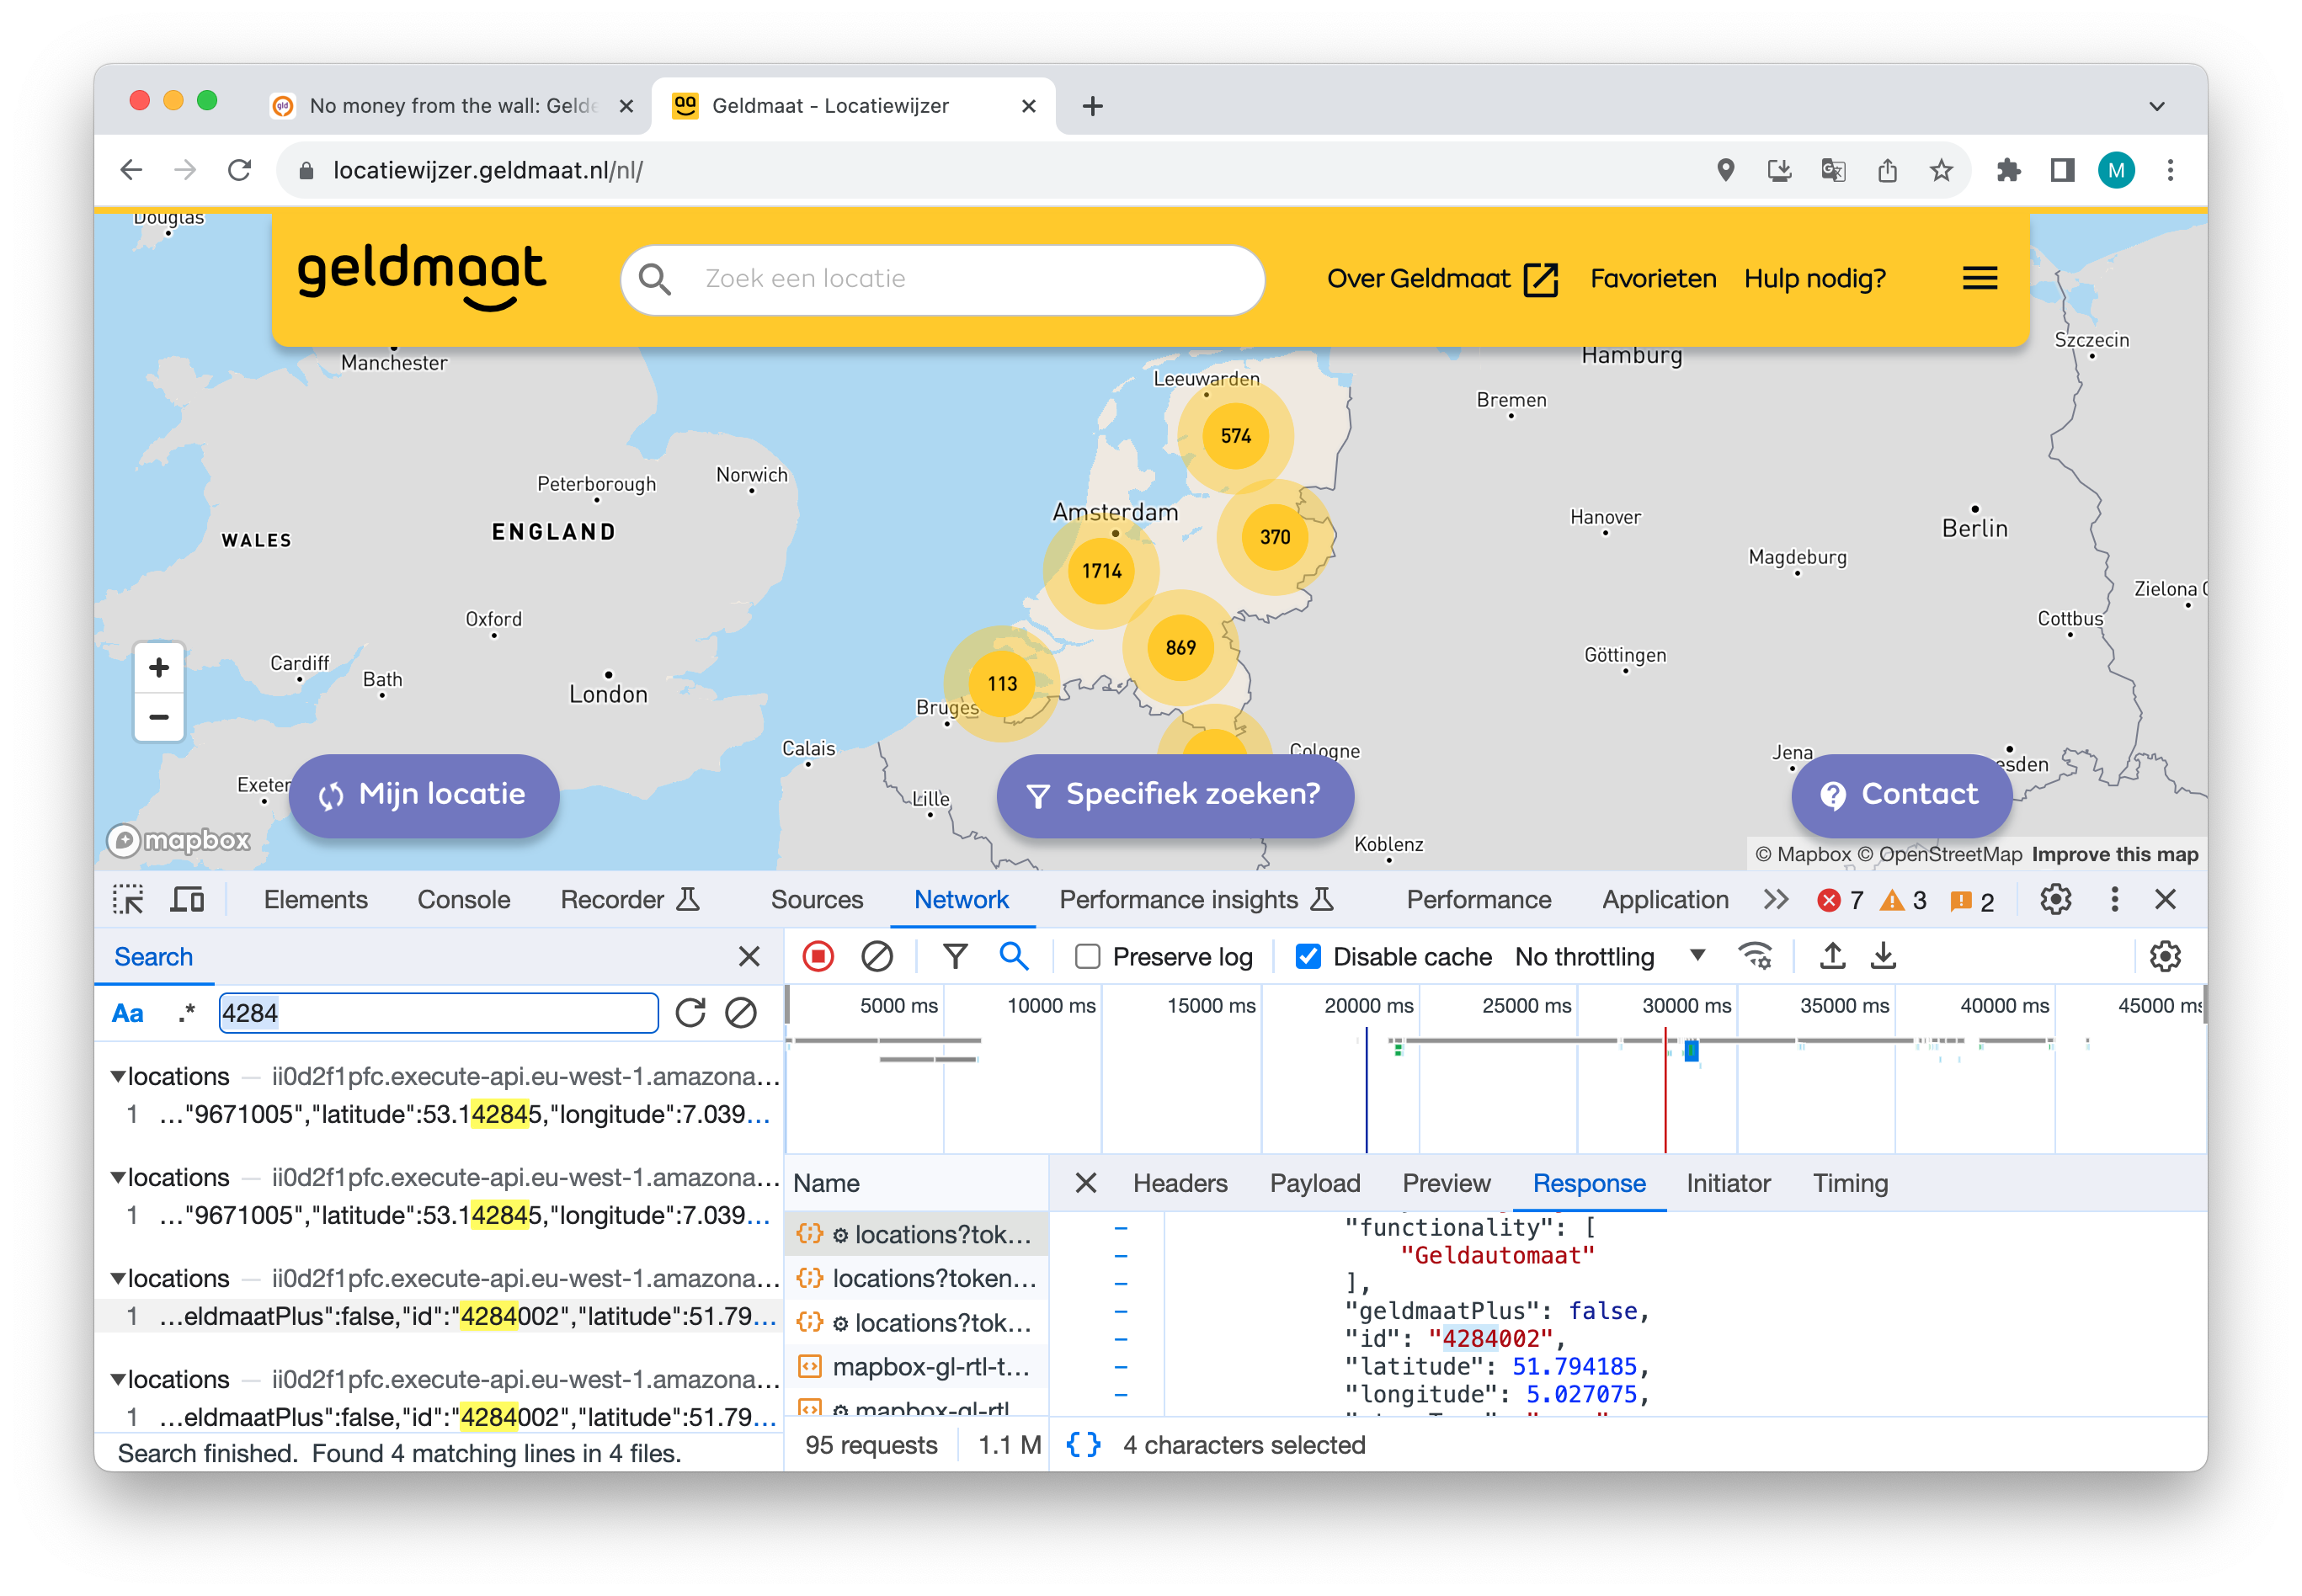 No money from the wall: Geld
Geldmaat - Locatiewijzer
locatiewijzer.geldmaat.nl/nl/
M
Douglas
geldmaat
Zoek een locatie
Over Geldmaat
Favorieten
Hulp nodig?
Manchester
Hamburg
Szczecin
Leeuwarden
Bremen
574
Peterborough
Norwich
Amsterdam
Hanover
Berlin
WALES
ENGLAND
370
Magdeburg
1714
Zielona
Oxford
Cottbus
869
Göttingen
Cardiff
Bath
London
113
Bruges
Calais
Cologne
Jena
esden
Exeter
Mijn locatie
Lille
Specifiek zoeken?
Contact
mapbox
Koblenz
© Mapbox © OpenStreetMap Improve this map
Elements Console Recorder Sources Network Performance insights Performance Application 7 3 2
Search
Preserve log Disable cache No throttling
Aa .* 4284
5000 ms 10000 ms 15000 ms 20000 ms 25000 ms 30000 ms 35000 ms 40000 ms 45000 ms
locations — ii0d2f1pfc.execute-api.eu-west-1.amazona…
1 …"9671005","latitude":53.142845,"longitude":7.039…
locations — ii0d2f1pfc.execute-api.eu-west-1.amazona…
1 …"9671005","latitude":53.142845,"longitude":7.039…
locations — ii0d2f1pfc.execute-api.eu-west-1.amazona…
1 …eldmaatPlus":false,"id":"4284002","latitude":51.79…
locations — ii0d2f1pfc.execute-api.eu-west-1.amazona…
1 …eldmaatPlus":false,"id":"4284002","latitude":51.79…
Search finished. Found 4 matching lines in 4 files.
Name
locations?tok…
locations?token…
locations?tok…
mapbox-gl-rtl-t…
mapbox-gl-rtl
95 requests 1.1 M
Headers Payload Preview Response Initiator Timing
"functionality": [
"Geldautomaat"
],
"geldmaatPlus": false,
"id": "4284002",
"latitude": 51.794185,
"longitude": 5.027075,
{} 4 characters selected